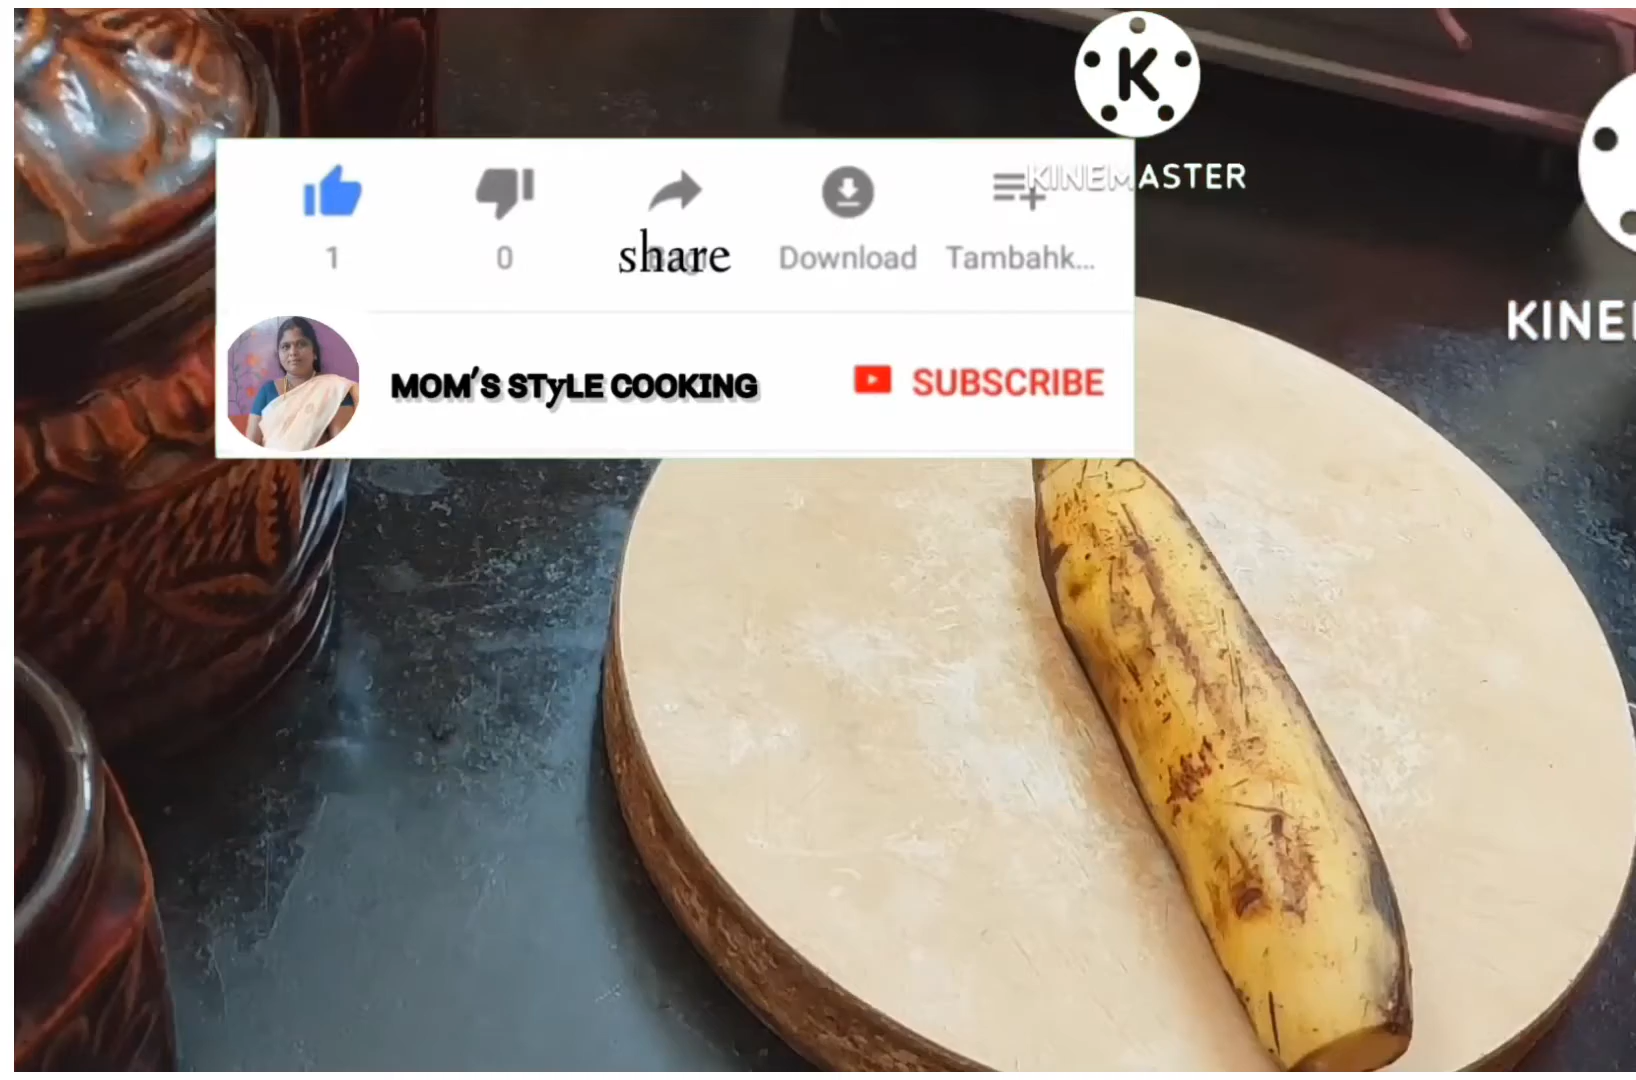 K
KINEMASTER
KINE
1
0
share
Download
Tambahk...
MOM'S STyLE COOKING
SUBSCRIBE